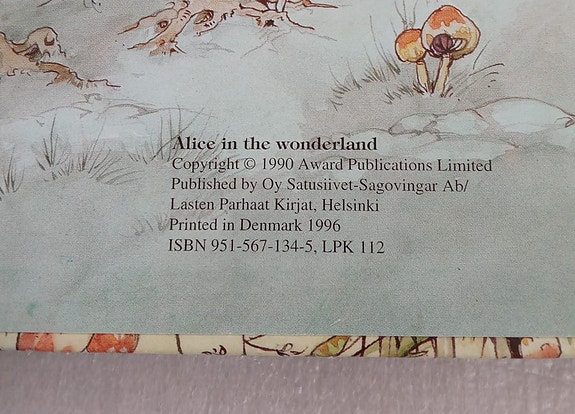 Alice in the wonderland
Copyright © 1990 Award Publications Limited
Published by Oy Satusiivet-Sagovingar Ab/
Lasten Parhaat Kirjat, Helsinki
Printed in Denmark 1996
ISBN 951-567-134-5, LPK 112